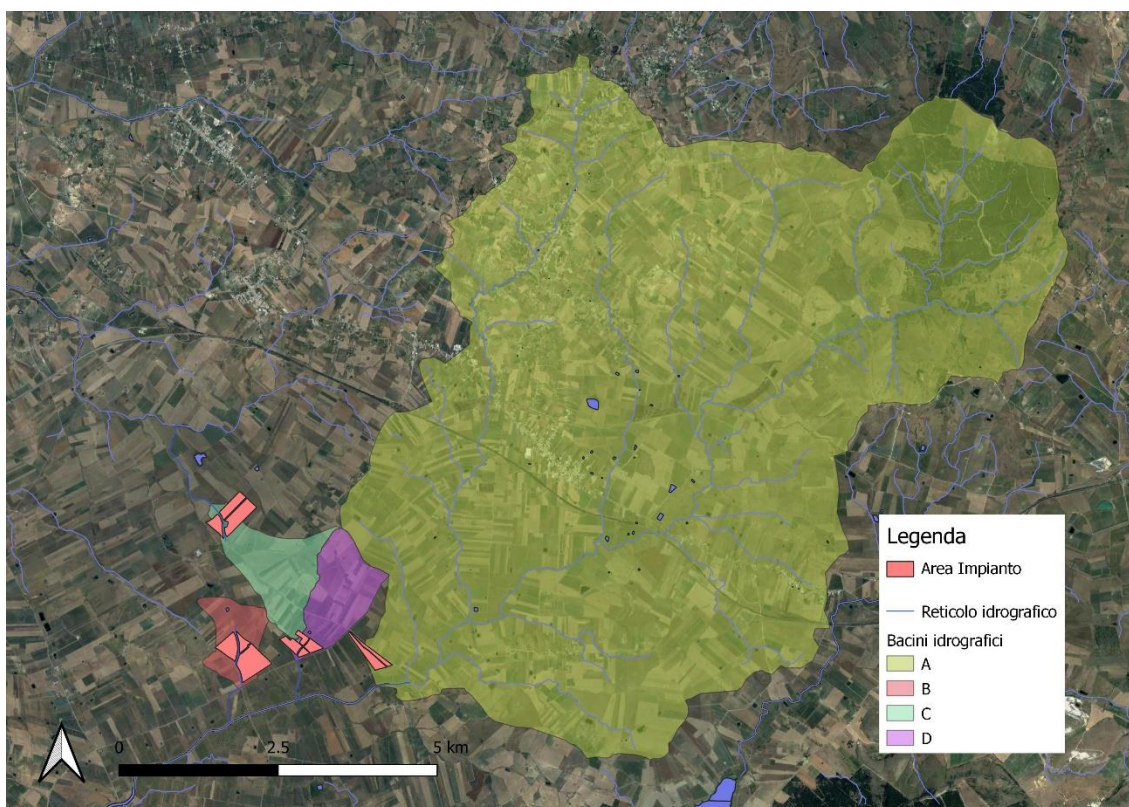 Legenda
Area Impianto
Reticolo idrografico
Bacini idrografici
A
B
C
D
0
2.5
5 km